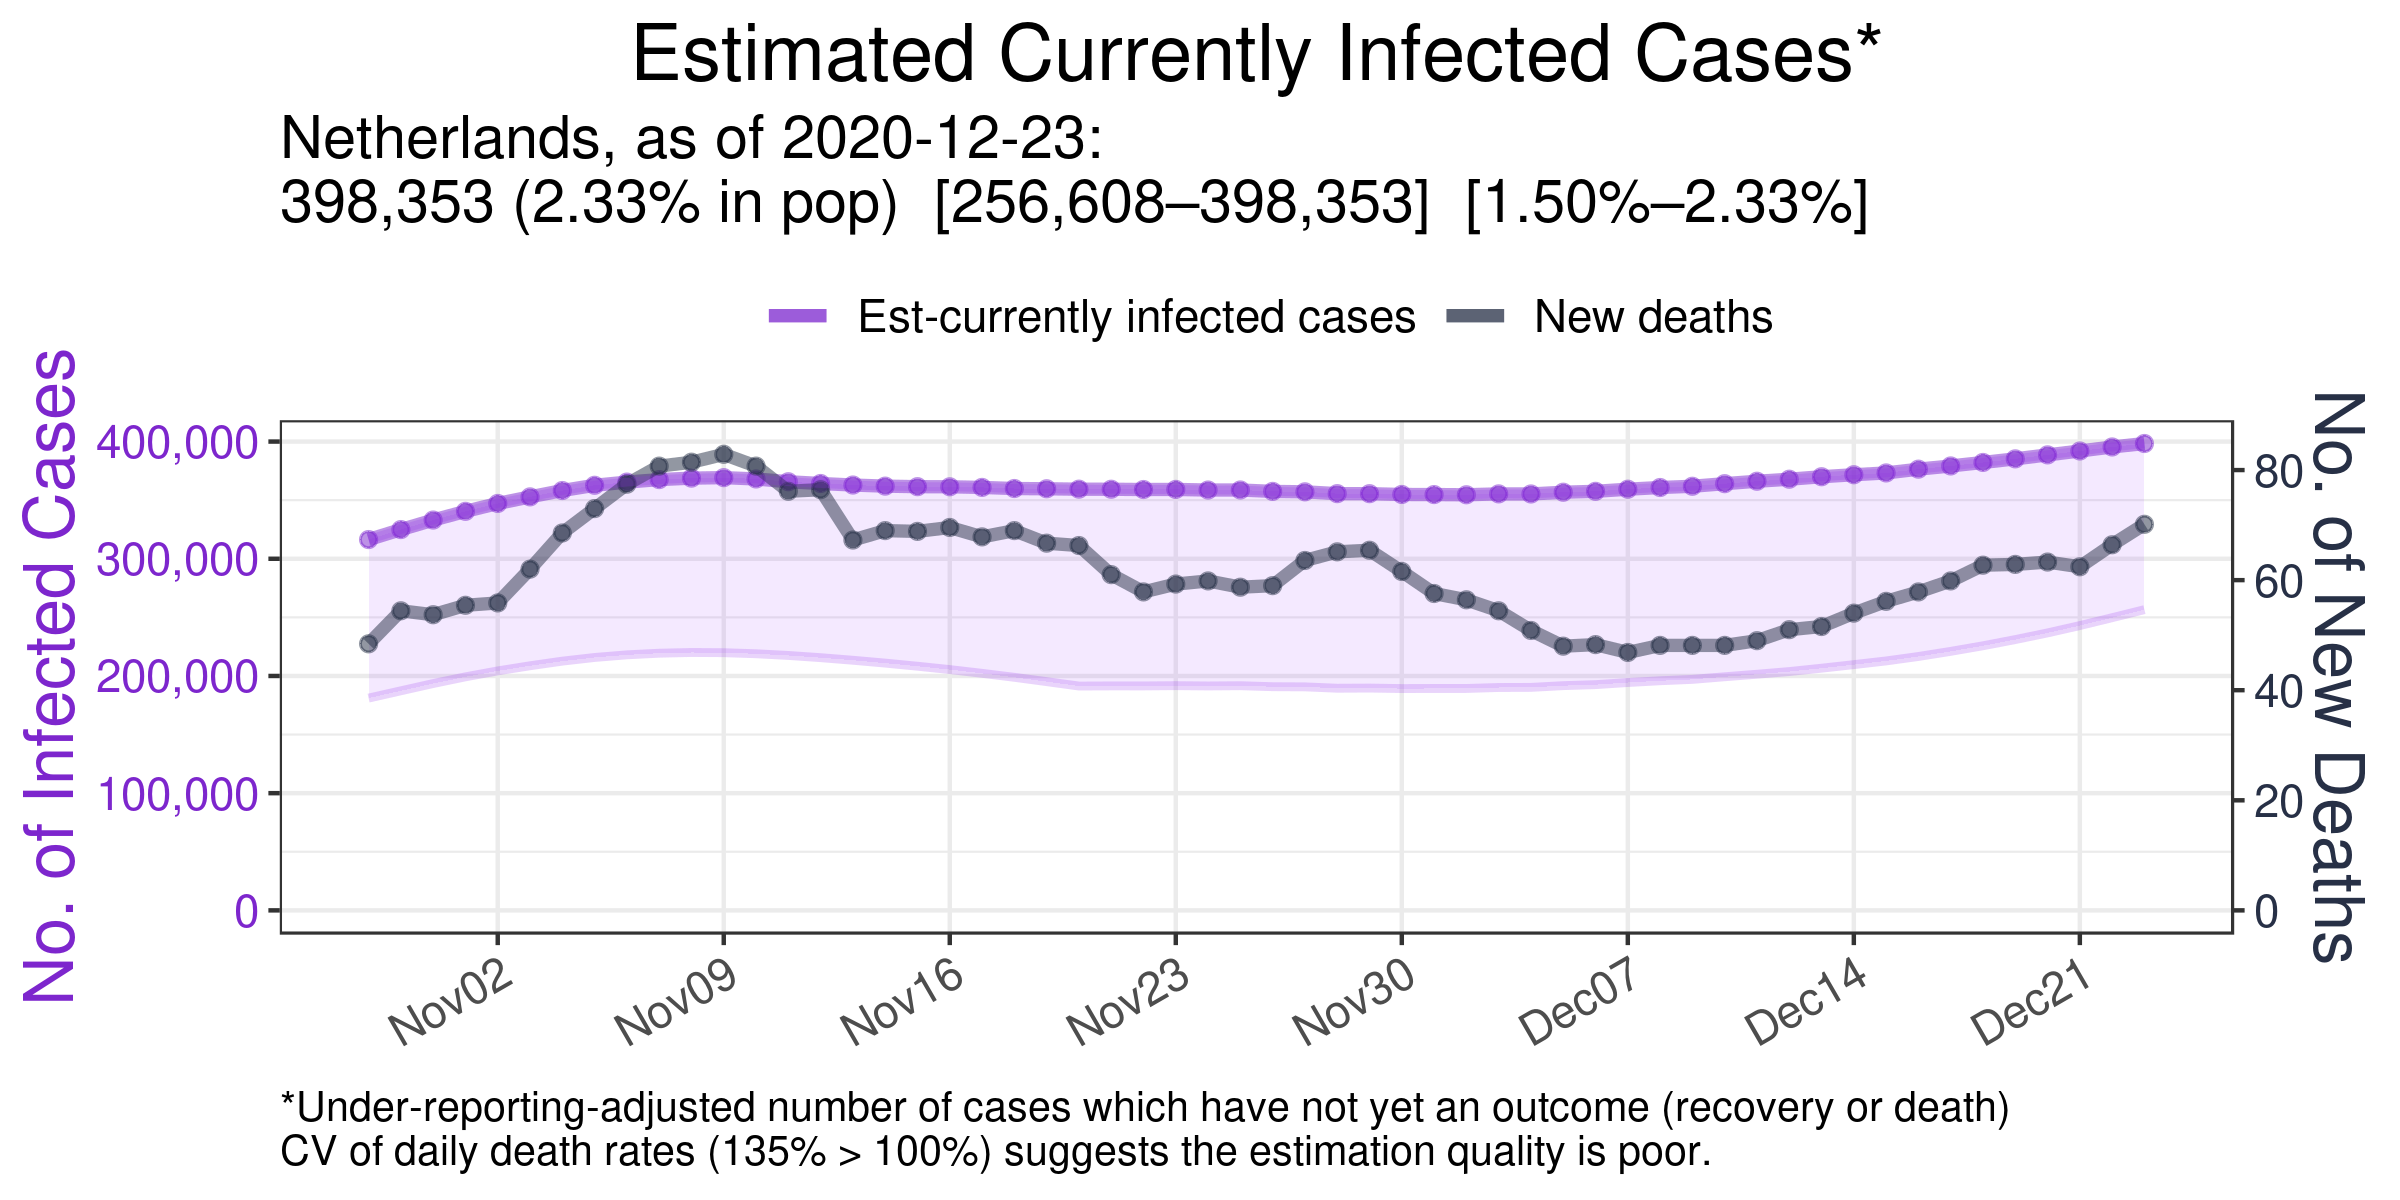 Estimated Currently Infected Cases*
Netherlands, as of 2020-12-23:
398,353 (2.33% in pop)  [256,608–398,353]  [1.50%–2.33%]
Est-currently infected cases
New deaths
No. of Infected Cases
400,000
300,000
200,000
100,000
0
No. of New Deaths
80
60
40
20
0
Nov02
Nov09
Nov16
Nov23
Nov30
Dec07
Dec14
Dec21
*Under-reporting-adjusted number of cases which have not yet an outcome (recovery or death)
CV of daily death rates (135% > 100%) suggests the estimation quality is poor.